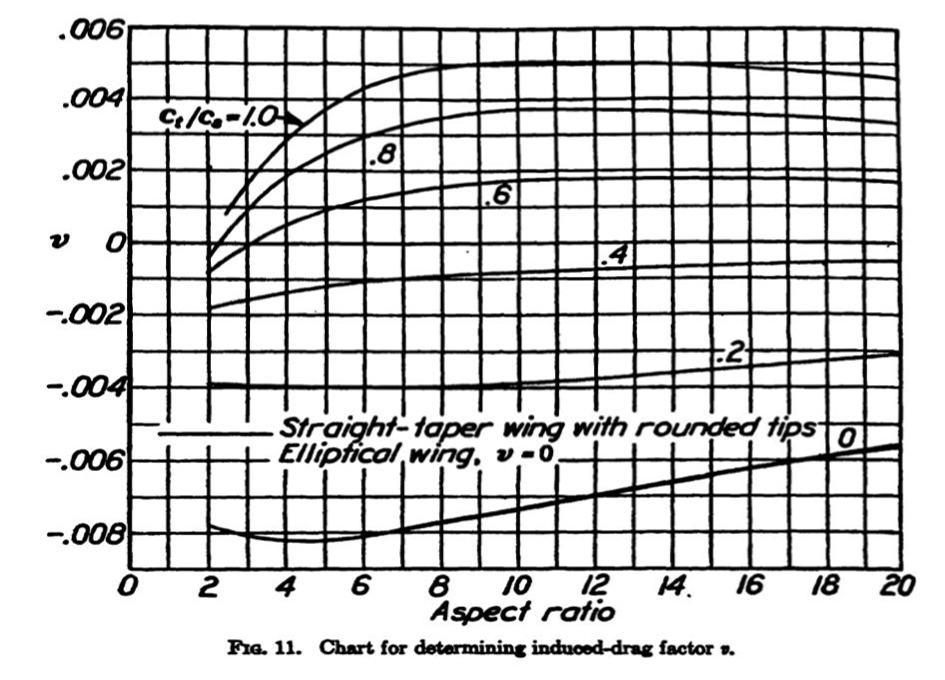 .006
.004
.002
v 0
-.002
-.004
-.006
-.008
cₜ/cₛ=1.0
.8
.6
.4
.2
0
Straight-taper wing with rounded tips
Elliptical wing, v=0
0 2 4 6 8 10 12 14. 16 18 20
Aspect ratio
FIG. 11. Chart for determining induced-drag factor v.